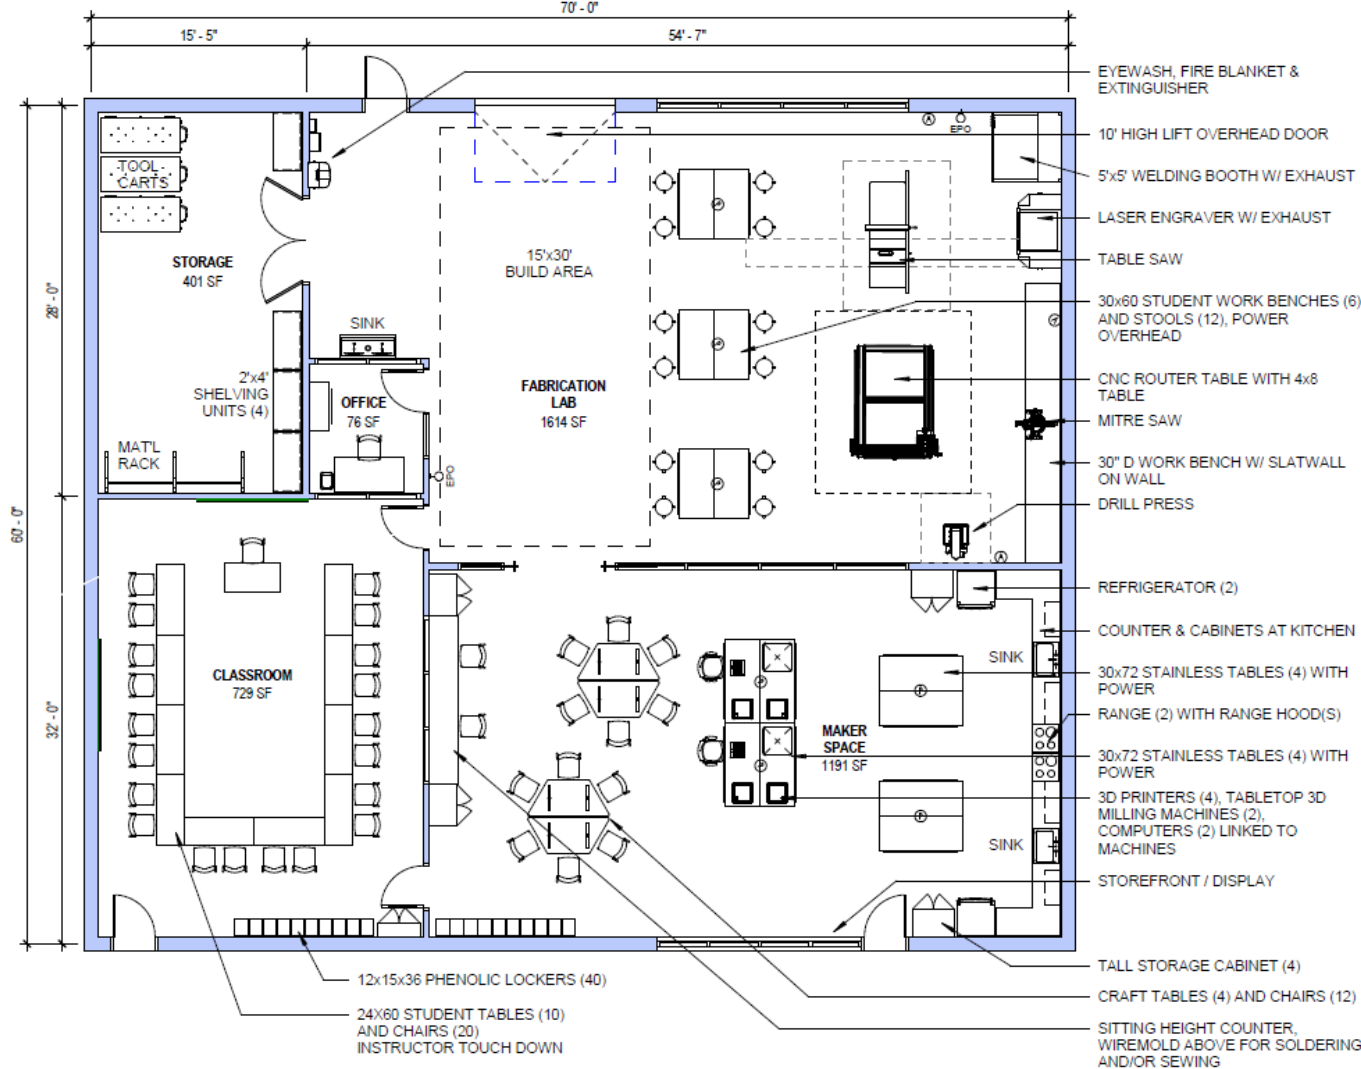 70' - 0"
15' - 5"
54' - 7"
EYEWASH, FIRE BLANKET &
EXTINGUISHER
10' HIGH LIFT OVERHEAD DOOR
5'x5' WELDING BOOTH W/ EXHAUST
LASER ENGRAVER W/ EXHAUST
TABLE SAW
30x60 STUDENT WORK BENCHES (6)
AND STOOLS (12), POWER
OVERHEAD
CNC ROUTER TABLE WITH 4x8
TABLE
MITRE SAW
30" D WORK BENCH W/ SLATWALL
ON WALL
DRILL PRESS
REFRIGERATOR (2)
COUNTER & CABINETS AT KITCHEN
30x72 STAINLESS TABLES (4) WITH
POWER
RANGE (2) WITH RANGE HOOD(S)
30x72 STAINLESS TABLES (4) WITH
POWER
3D PRINTERS (4), TABLETOP 3D
MILLING MACHINES (2),
COMPUTERS (2) LINKED TO
MACHINES
STOREFRONT / DISPLAY
TALL STORAGE CABINET (4)
CRAFT TABLES (4) AND CHAIRS (12)
SITTING HEIGHT COUNTER,
WIREMOLD ABOVE FOR SOLDERING
AND/OR SEWING
60' - 0"
28' - 0"
32' - 0"
TOOL
CARTS
STORAGE
401 SF
2'x4'
SHELVING
UNITS (4)
MAT'L
RACK
SINK
OFFICE
76 SF
EPO
15'x30'
BUILD AREA
FABRICATION
LAB
1614 SF
EPO
CLASSROOM
729 SF
MAKER
SPACE
1191 SF
SINK
SINK
12x15x36 PHENOLIC LOCKERS (40)
24X60 STUDENT TABLES (10)
AND CHAIRS (20)
INSTRUCTOR TOUCH DOWN